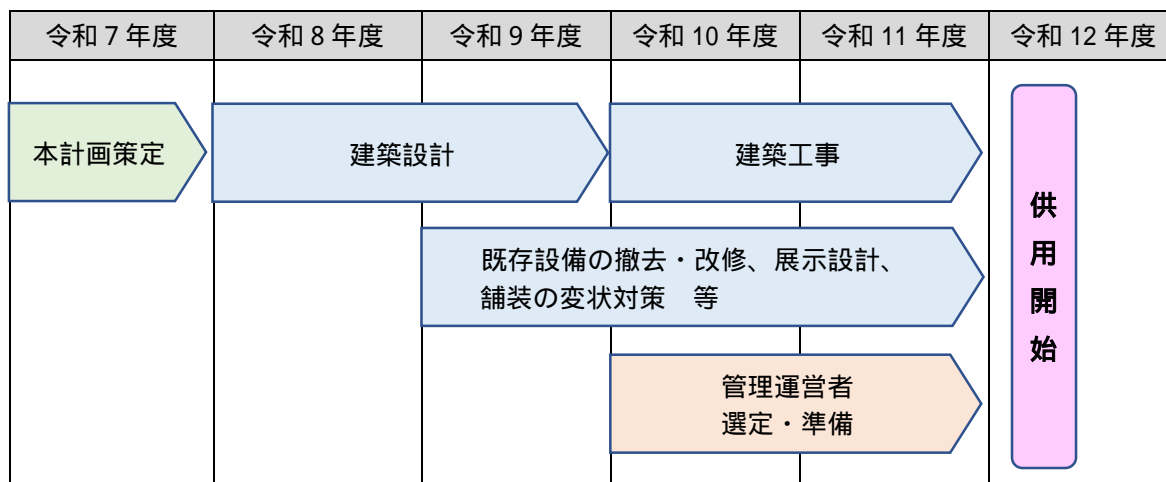 令和 7 年度
令和 8 年度
令和 9 年度
令和 10 年度
令和 11 年度
令和 12 年度
本計画策定
建築設計
建築工事
既存設備の撤去・改修、展示設計、
舗装の変状対策　等
管理運営者
選定・準備
供
用
開
始